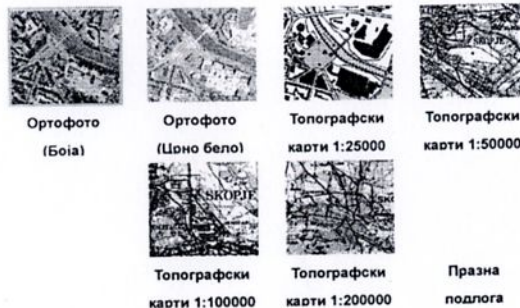 SKOPJE
Ортофото
(Боја)
Ортофото
(Црно бело)
Топографски
карти 1:25000
Топографски
карти 1:50000
SKOPJE
Топографски
карти 1:100000
Топографски
карти 1:200000
Празна
подлога